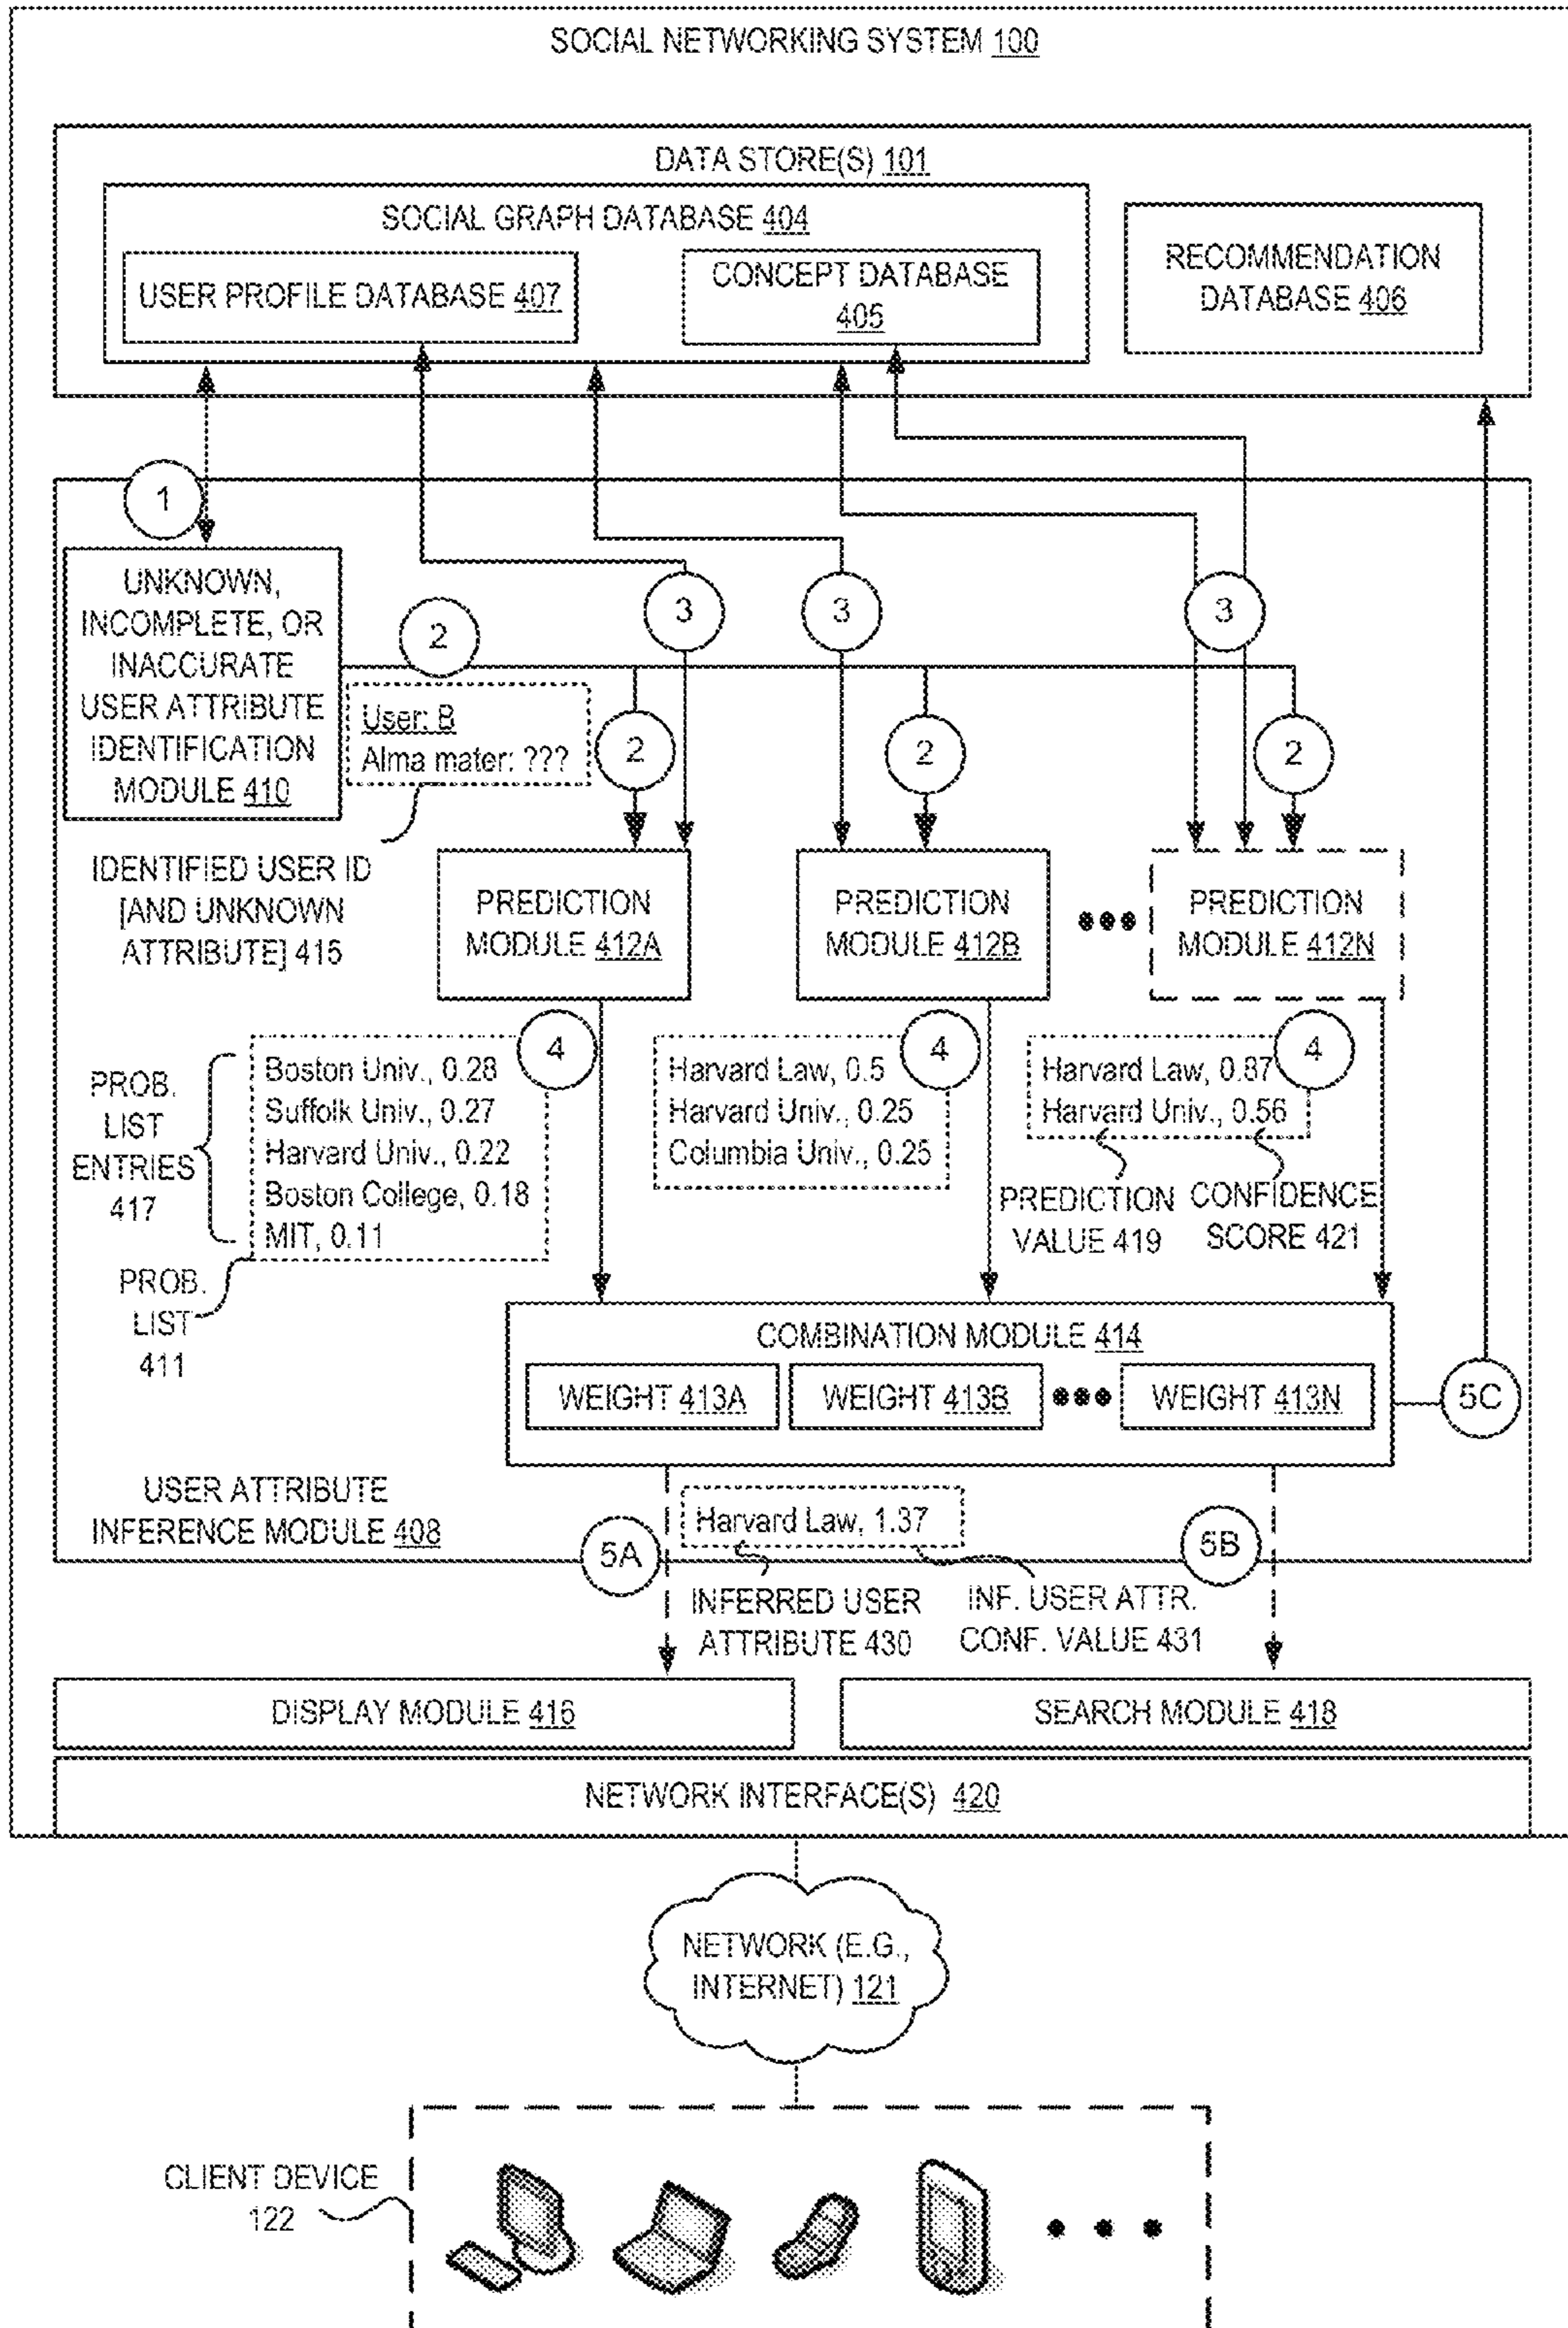 SOCIAL NETWORKING SYSTEM 100
DATA STORE(S) 101
SOCIAL GRAPH DATABASE 404
USER PROFILE DATABASE 407
CONCEPT DATABASE
405
RECOMMENDATION
DATABASE 406
1
UNKNOWN,
INCOMPLETE, OR
INACCURATE
USER ATTRIBUTE
IDENTIFICATION
MODULE 410
2
3
3
3
User: B
Alma mater: ???
2
2
2
IDENTIFIED USER ID
[AND UNKNOWN
ATTRIBUTE] 415
PREDICTION
MODULE 412A
PREDICTION
MODULE 412B
PREDICTION
MODULE 412N
PROB.
LIST
ENTRIES
417
Boston Univ., 0.28
Suffolk Univ., 0.27
Harvard Univ., 0.22
Boston College, 0.18
MIT, 0.11
4
Harvard Law, 0.5
Harvard Univ., 0.25
Columbia Univ., 0.25
4
Harvard Law, 0.87
Harvard Univ., 0.56
4
PREDICTION
VALUE 419
CONFIDENCE
SCORE 421
PROB.
LIST
411
COMBINATION MODULE 414
WEIGHT 413A
WEIGHT 413B
WEIGHT 413N
5C
USER ATTRIBUTE
INFERENCE MODULE 408
Harvard Law, 1.37
5A
5B
INFERRED USER
ATTRIBUTE 430
INF. USER ATTR.
CONF. VALUE 431
DISPLAY MODULE 416
SEARCH MODULE 418
NETWORK INTERFACE(S) 420
NETWORK (E.G.,
INTERNET) 121
CLIENT DEVICE
122